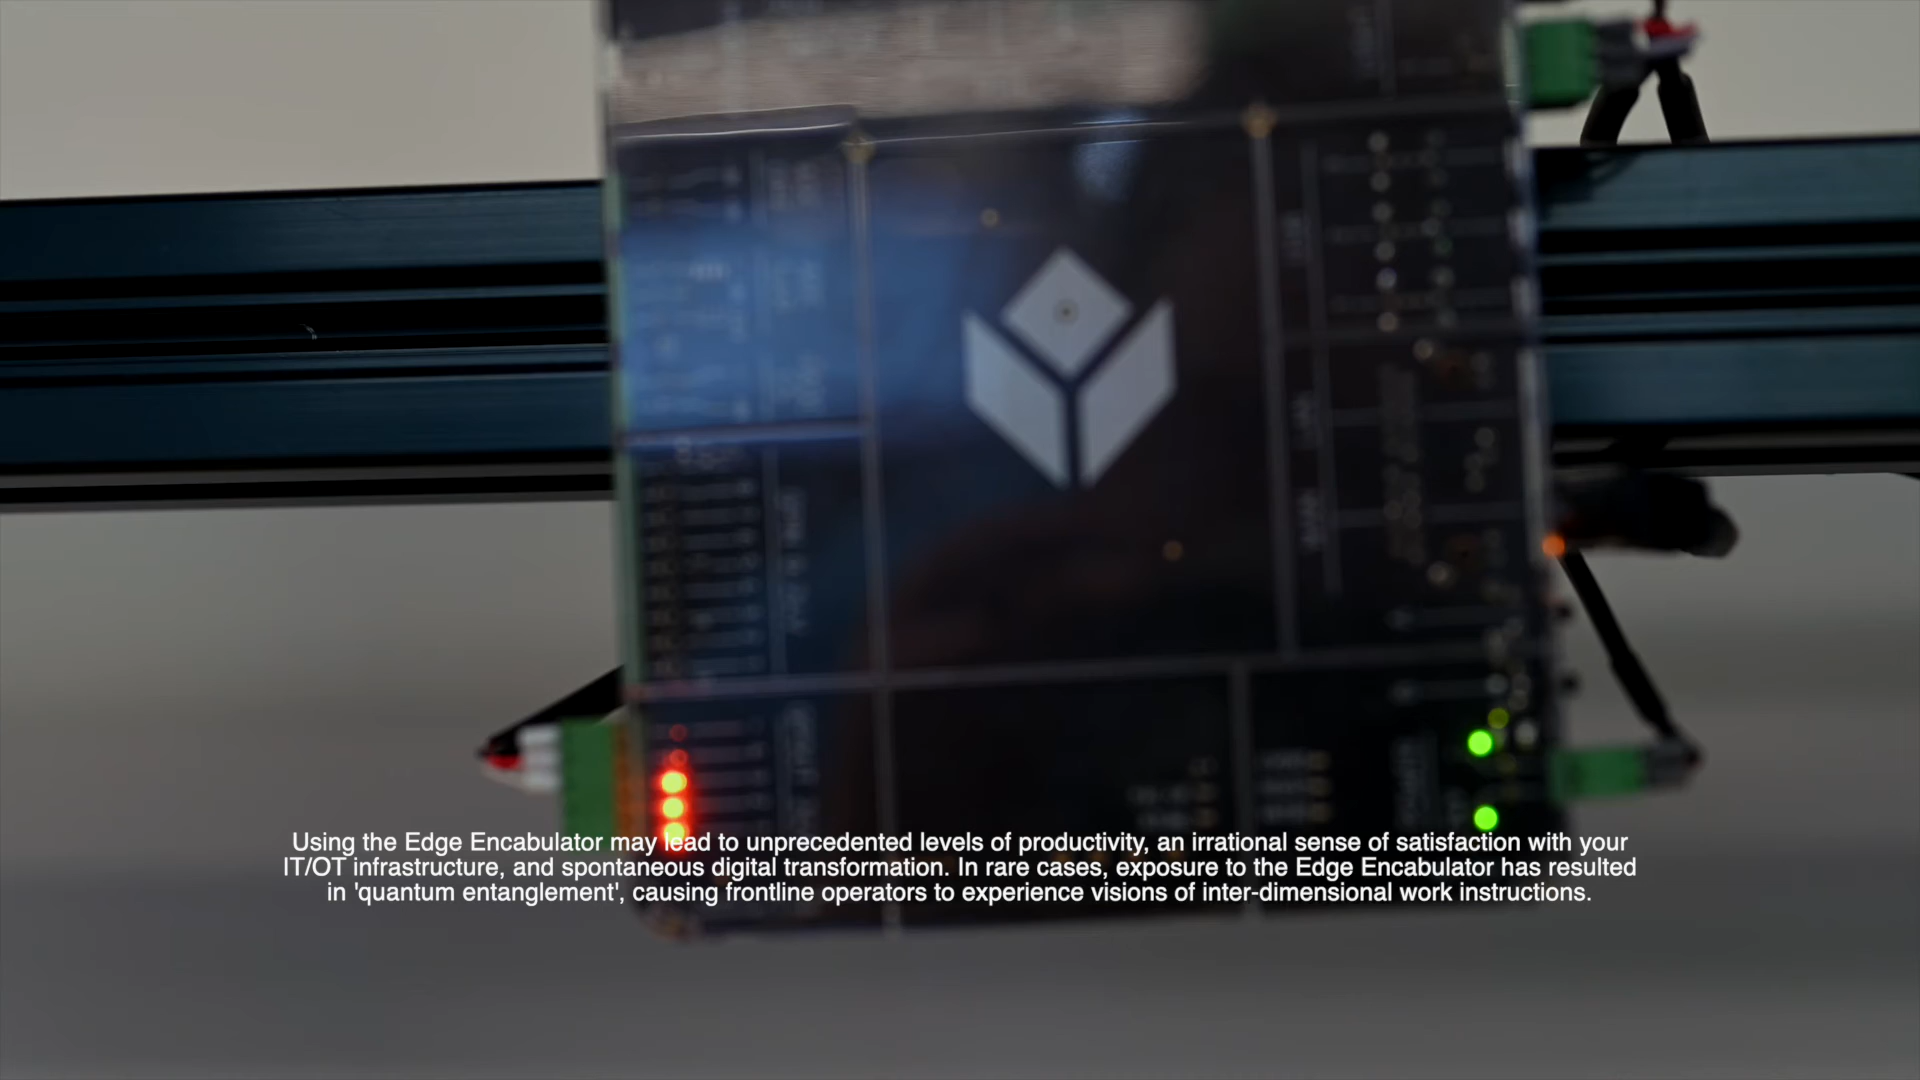 Using the Edge Encabulator may lead to unprecedented levels of productivity, an irrational sense of satisfaction with your
IT/OT infrastructure, and spontaneous digital transformation. In rare cases, exposure to the Edge Encabulator has resulted
in 'quantum entanglement', causing frontline operators to experience visions of inter-dimensional work instructions.